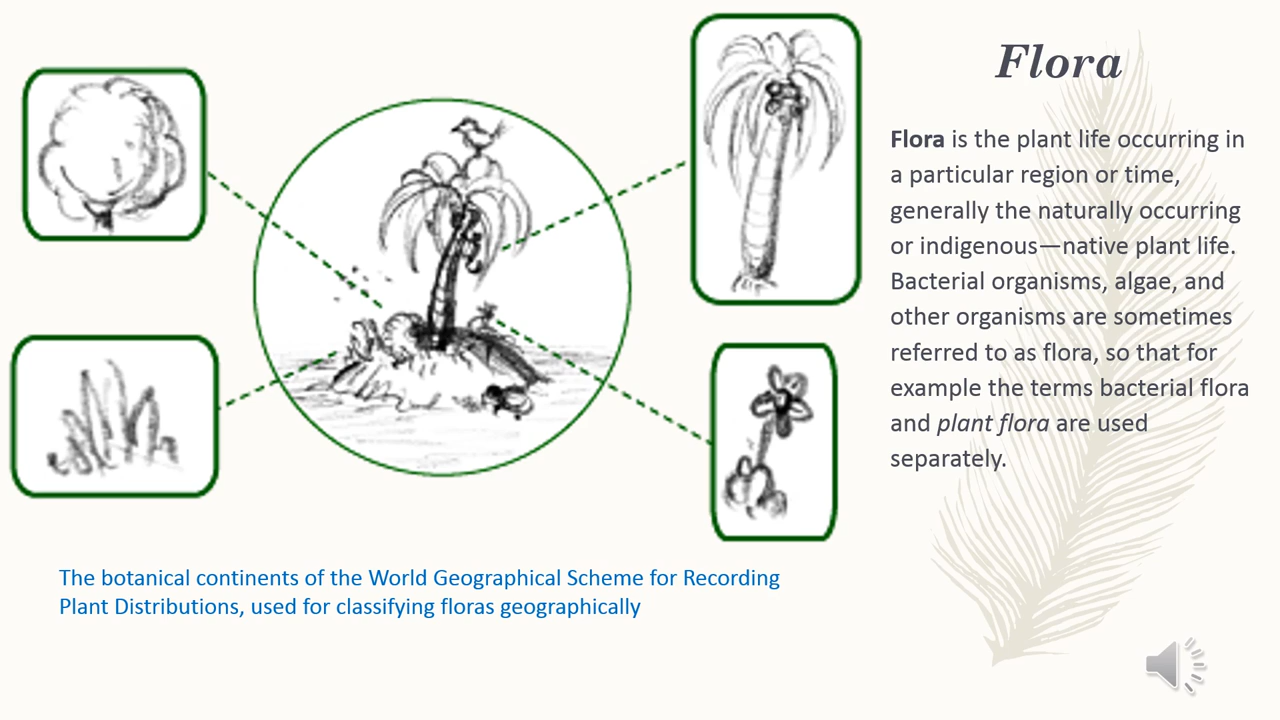 Flora
Flora is the plant life occurring in
a particular region or time,
generally the naturally occurring
or indigenous—native plant life.
Bacterial organisms, algae, and
other organisms are sometimes
referred to as flora, so that for
example the terms bacterial flora
and plant flora are used
separately.
The botanical continents of the World Geographical Scheme for Recording
Plant Distributions, used for classifying floras geographically